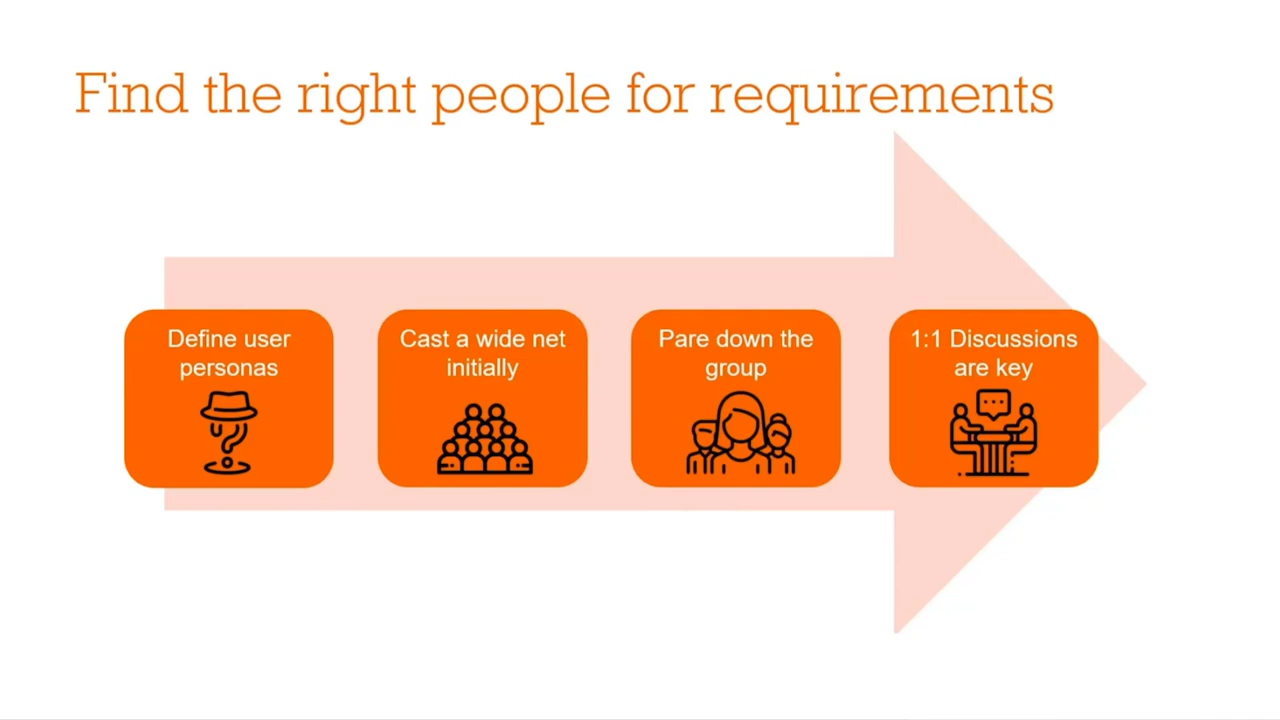 Find the right people for requirements
Define user
personas
Cast a wide net
initially
Pare down the
group
1:1 Discussions
are key